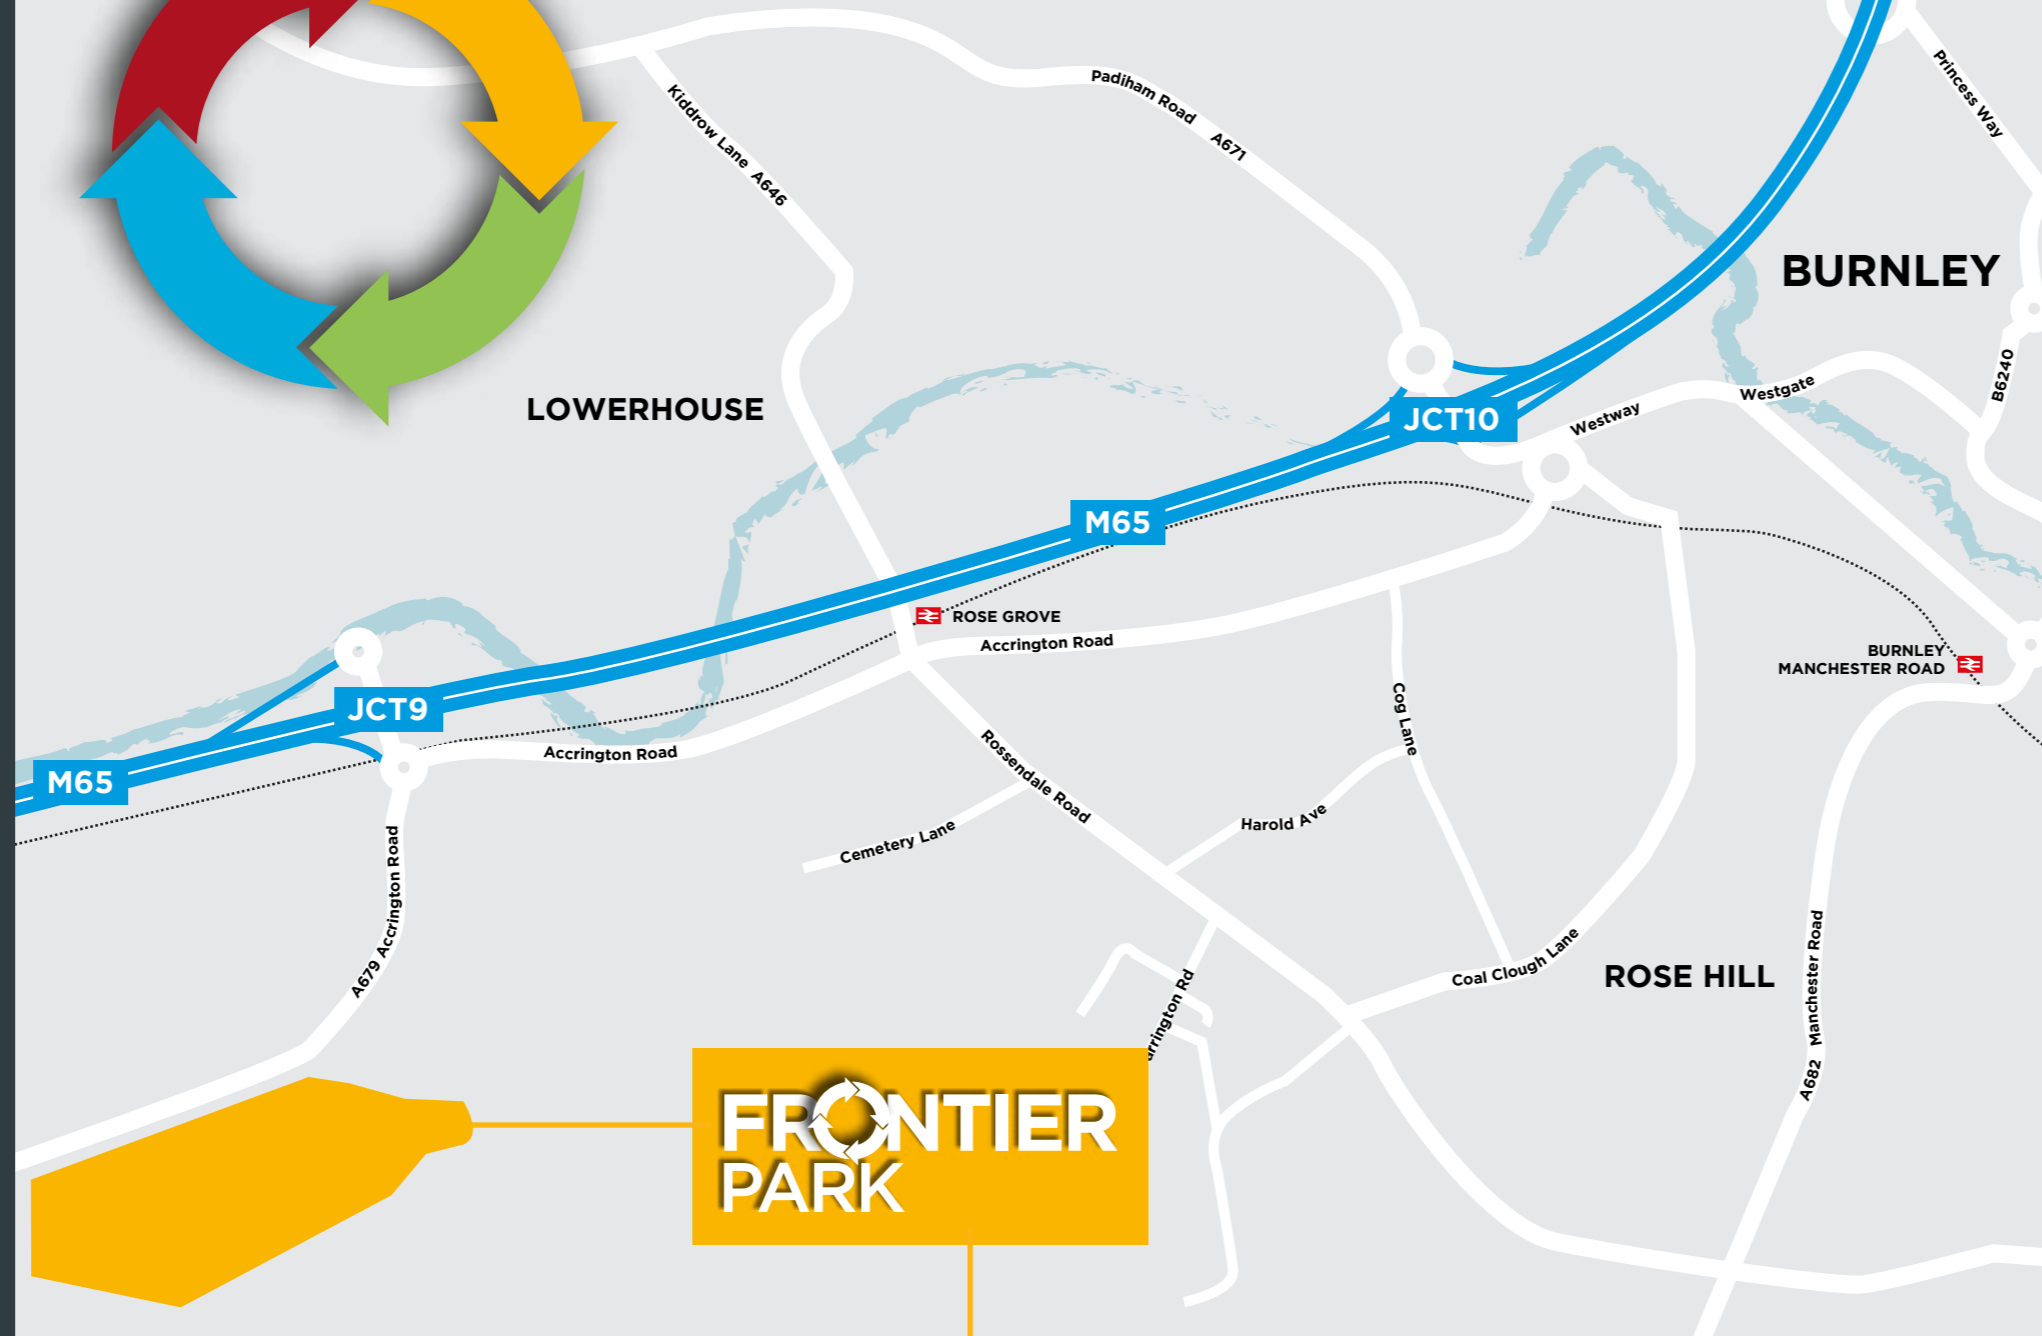 Princess Way
Padiham Road A671
Kiddrow Lane A646
BURNLEY
B6240
Westgate
LOWERHOUSE
JCT10
Westway
M65
ROSE GROVE
Accrington Road
BURNLEY
MANCHESTER ROAD
JCT9
Cog Lane
Accrington Road
M65
Rossendale Road
Harold Ave
Cemetery Lane
A679 Accrington Road
Coal Clough Lane
ROSE HILL
A682 Manchester Road
Rd
FRONTIER
PARK